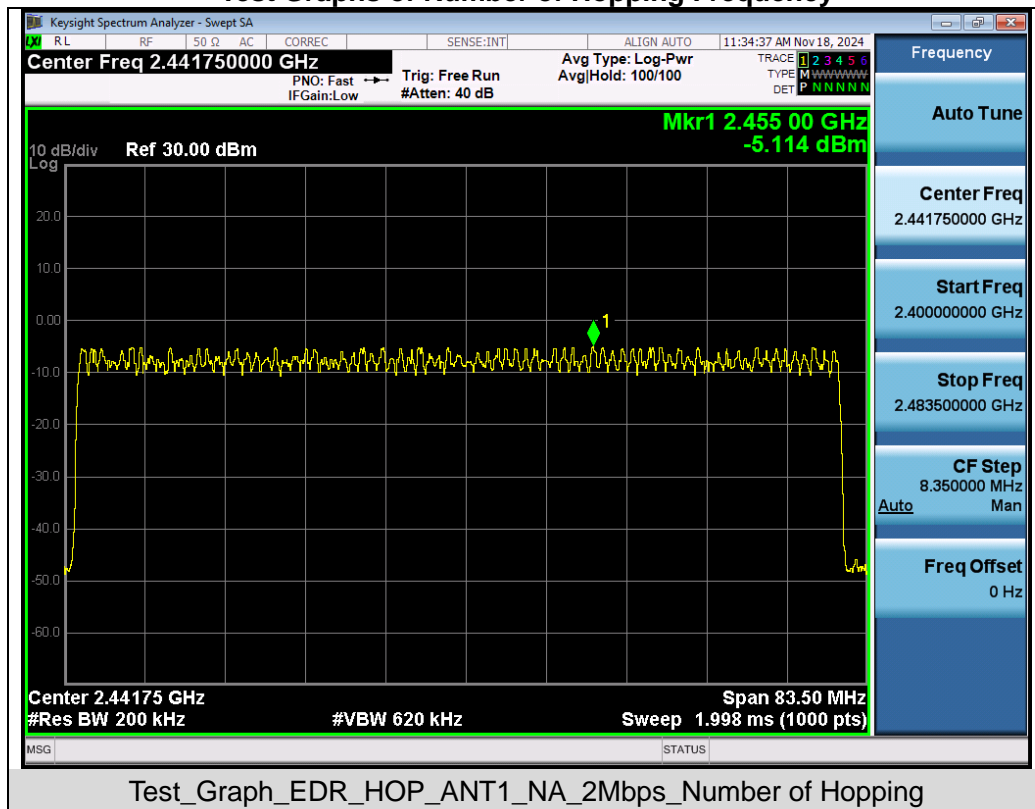 Test Graphs of Number of Hopping Frequency
Keysight Spectrum Analyzer - Swept SA
LXI RL RF 50 Ω AC CORREC SENSE:INT ALIGN AUTO 11:34:37 AM Nov 18, 2024
Center Freq 2.441750000 GHz
PNO: Fast
IFGain:Low
Trig: Free Run
#Atten: 40 dB
Avg Type: Log-Pwr
Avg|Hold: 100/100
TRACE 1 2 3 4 5 6
TYPE M WWWWW
DET P N N N N N
Mkr1 2.455 00 GHz
-5.114 dBm
10 dB/div Ref 30.00 dBm
Log
20.0
10.0
0.00
-10.0
-20.0
-30.0
-40.0
-50.0
-60.0
1
Center 2.44175 GHz Span 83.50 MHz
#Res BW 200 kHz #VBW 620 kHz Sweep 1.998 ms (1000 pts)
MSG STATUS
Frequency
Auto Tune
Center Freq
2.441750000 GHz
Start Freq
2.400000000 GHz
Stop Freq
2.483500000 GHz
CF Step
8.350000 MHz
Auto Man
Freq Offset
0 Hz
Test_Graph_EDR_HOP_ANT1_NA_2Mbps_Number of Hopping